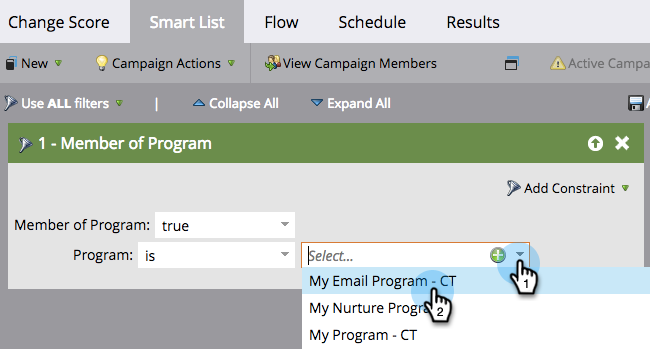 Change Score Smart List Flow Schedule Results
New Campaign Actions View Campaign Members Active Campa
Use ALL filters | Collapse All Expand All A
1 - Member of Program
Add Constraint
Member of Program: true
Program: is Select...
1
My Email Program - CT
2
My Nurture Progra
My Program - CT